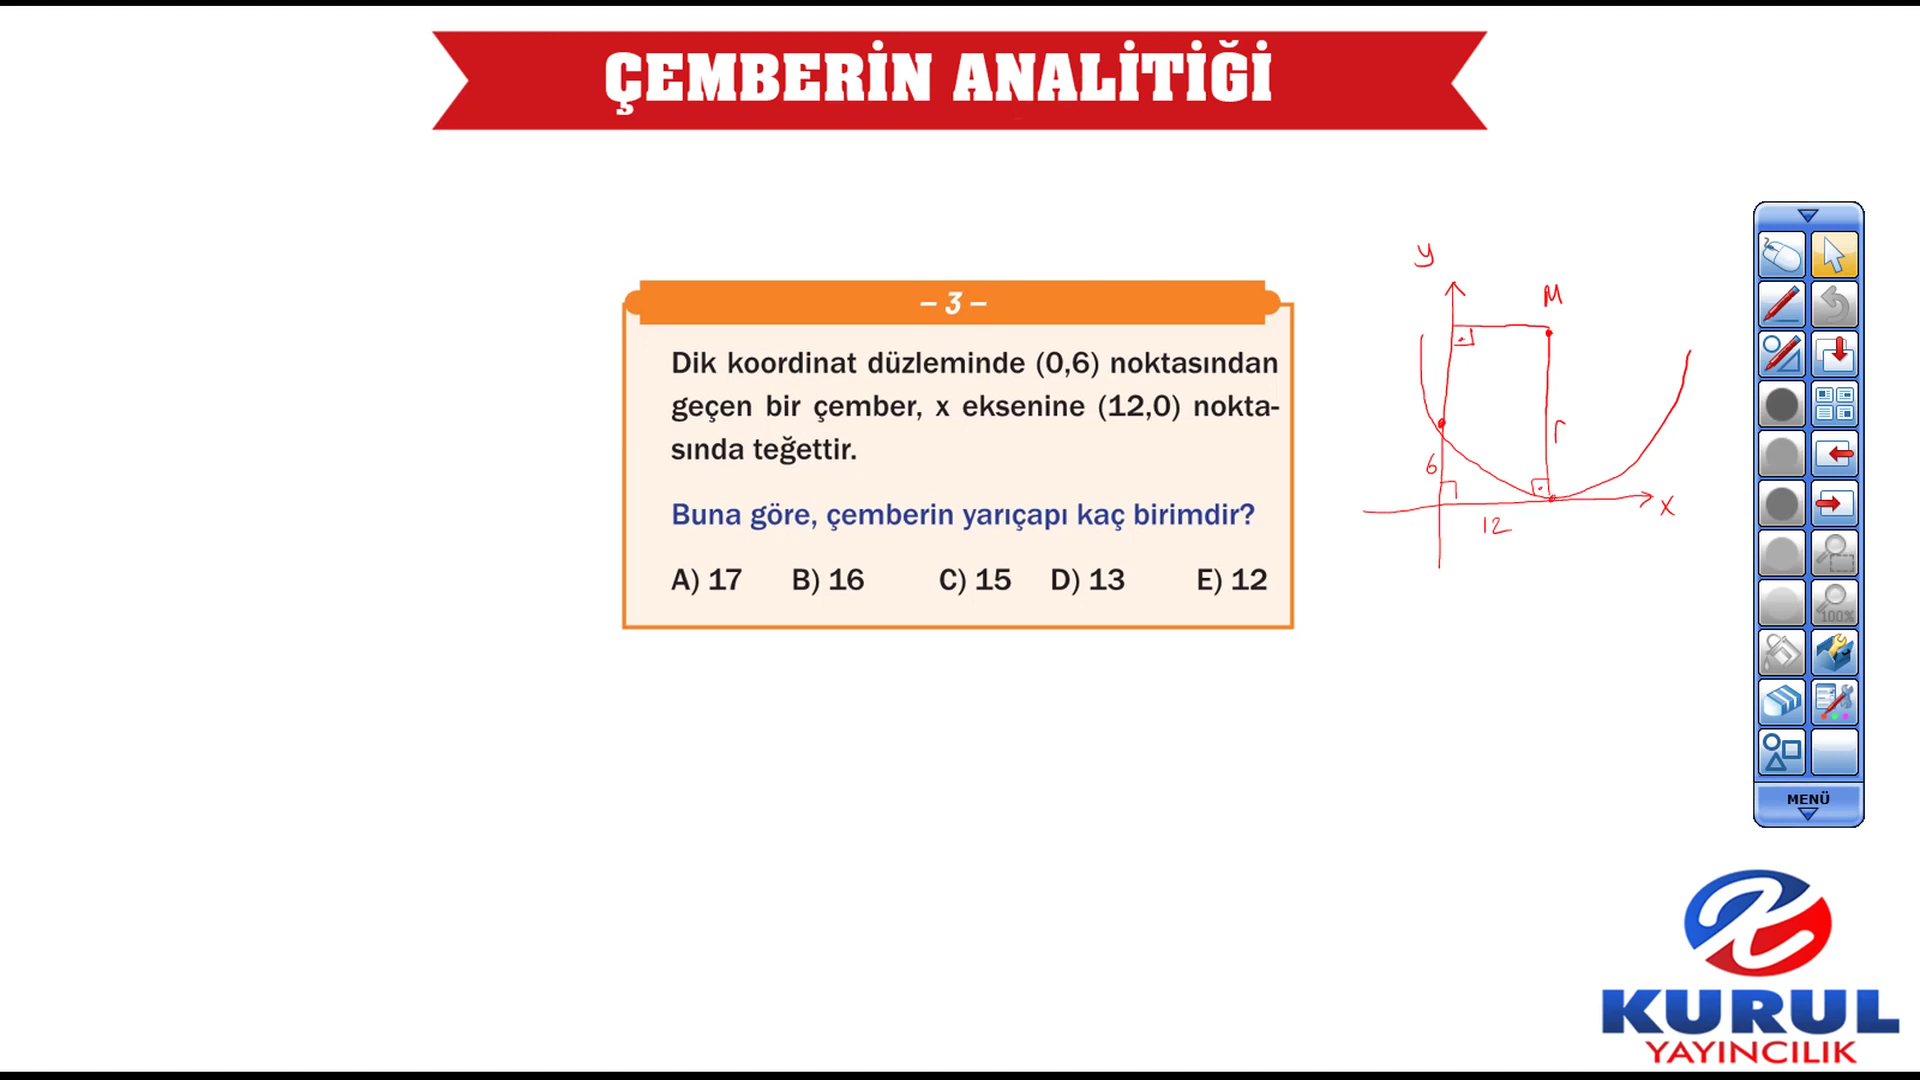 ÇEMBERİN ANALİTİĞİ
– 3 –
Dik koordinat düzleminde (0,6) noktasından
geçen bir çember, x eksenine (12,0) nokta-
sında teğettir.
Buna göre, çemberin yarıçapı kaç birimdir?
A) 17 B) 16 C) 15 D) 13 E) 12
y
M
r
6
12
x
100%
MENÜ
KURUL
YAYINCILIK